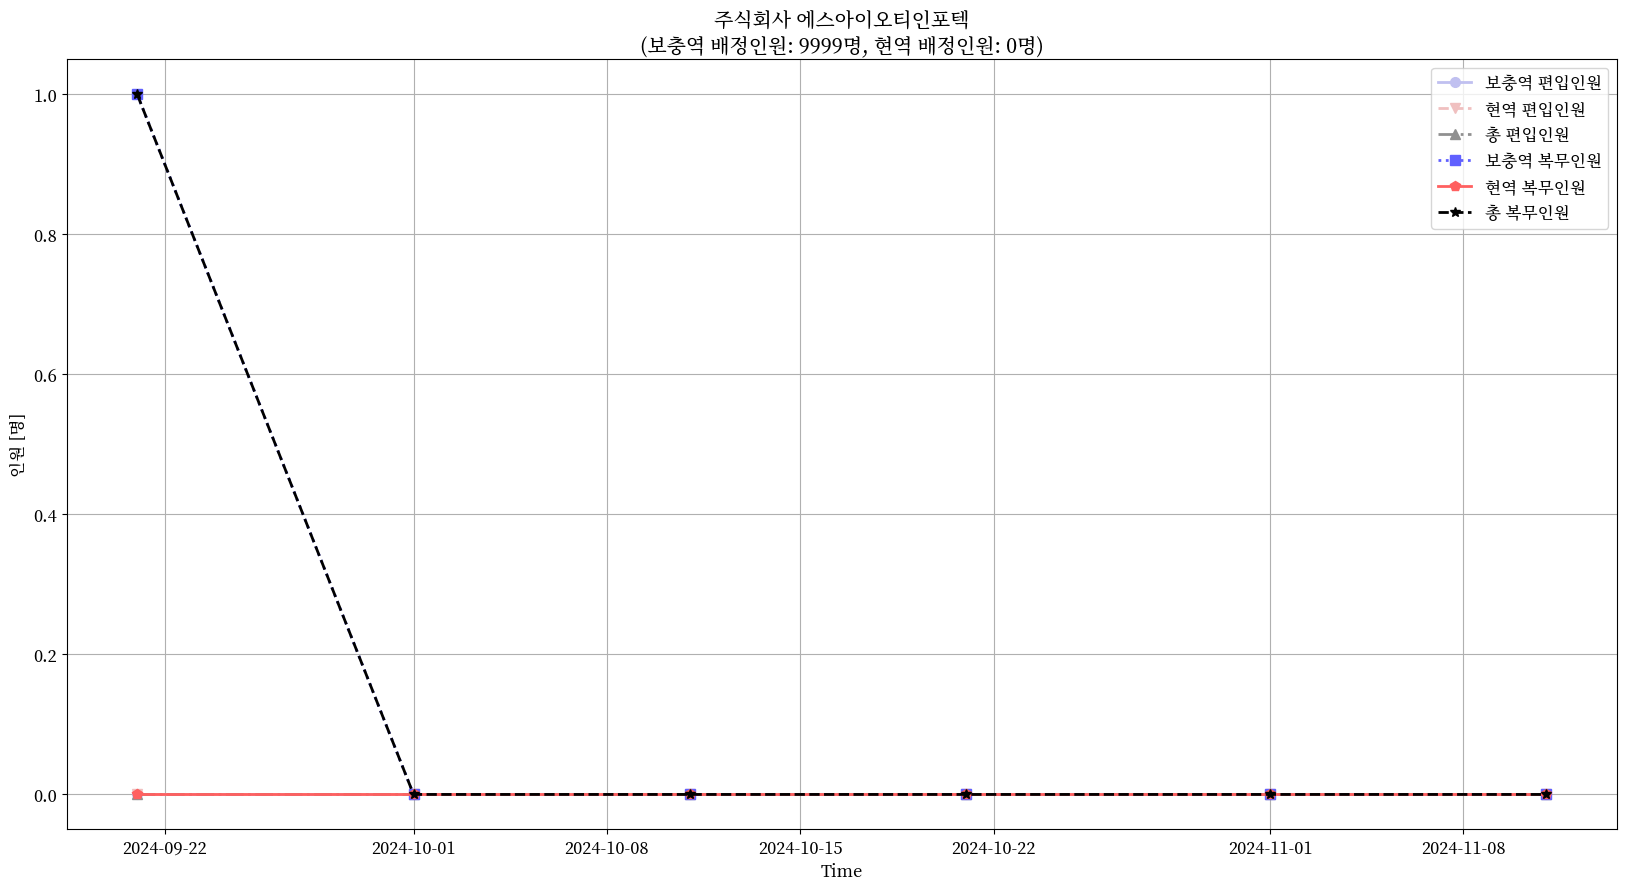 주식회사 에스아이오티인포텍
(보충역 배정인원: 9999명, 현역 배정인원: 0명)
보충역 편입인원
현역 편입인원
총 편입인원
보충역 복무인원
현역 복무인원
총 복무인원
1.0
0.8
0.6
0.4
0.2
0.0
인원 [명]
2024-09-22
2024-10-01
2024-10-08
2024-10-15
2024-10-22
2024-11-01
2024-11-08
Time